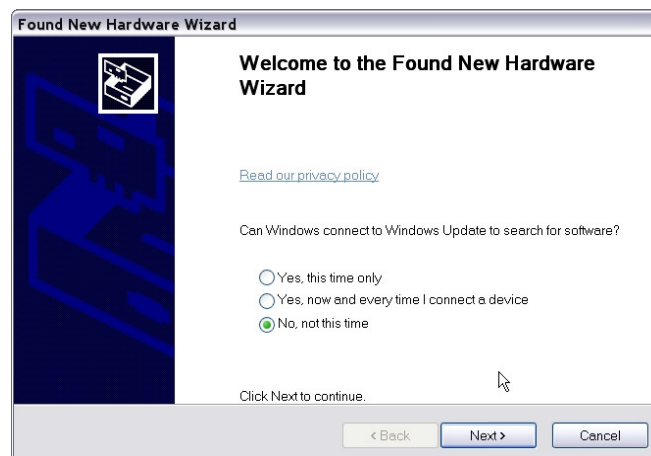 Found New Hardware Wizard
Welcome to the Found New Hardware
Wizard
Read our privacy policy
Can Windows connect to Windows Update to search for software?
Yes, this time only
Yes, now and every time I connect a device
No, not this time
Click Next to continue.
< Back Next > Cancel